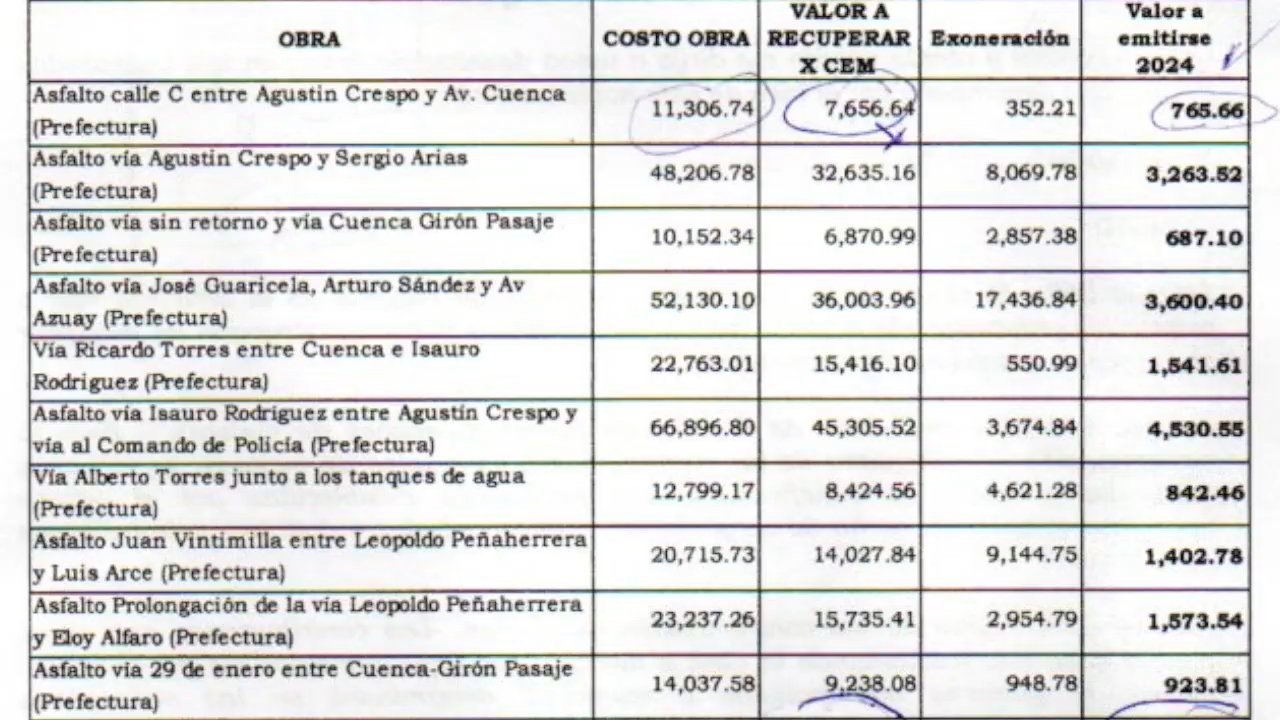 OBRA COSTO OBRA VALOR A RECUPERAR X CEM Exoneración Valor a emitirse 2024
Asfalto calle C entre Agustin Crespo y Av. Cuenca 11,306.74 7,656.64 352.21 765.66
(Prefectura)
Asfalto vía Agustin Crespo y Sergio Arias 48,206.78 32,635.16 8,069.78 3,263.52
(Prefectura)
Asfalto vía sin retorno y vía Cuenca Girón Pasaje 10,152.34 6,870.99 2,857.38 687.10
(Prefectura)
Asfalto vía José Guaricela, Arturo Sández y Av 52,130.10 36,003.96 17,436.84 3,600.40
Azuay (Prefectura)
Vía Ricardo Torres entre Cuenca e Isauro 22,763.01 15,416.10 550.99 1,541.61
Rodriguez (Prefectura)
Asfalto vía Isauro Rodríguez entre Agustín Crespo y 66,896.80 45,305.52 3,674.84 4,530.55
vía al Comando de Policía (Prefectura)
Vía Alberto Torres junto a los tanques de agua 12,799.17 8,424.56 4,621.28 842.46
(Prefectura)
Asfalto Juan Vintimilla entre Leopoldo Peñaherrera 20,715.73 14,027.84 9,144.75 1,402.78
y Luis Arce (Prefectura)
Asfalto Prolongación de la vía Leopoldo Peñaherrera 23,237.26 15,735.41 2,954.79 1,573.54
y Eloy Alfaro (Prefectura)
Asfalto vía 29 de enero entre Cuenca-Girón Pasaje 14,037.58 9,238.08 948.78 923.81
(Prefectura)